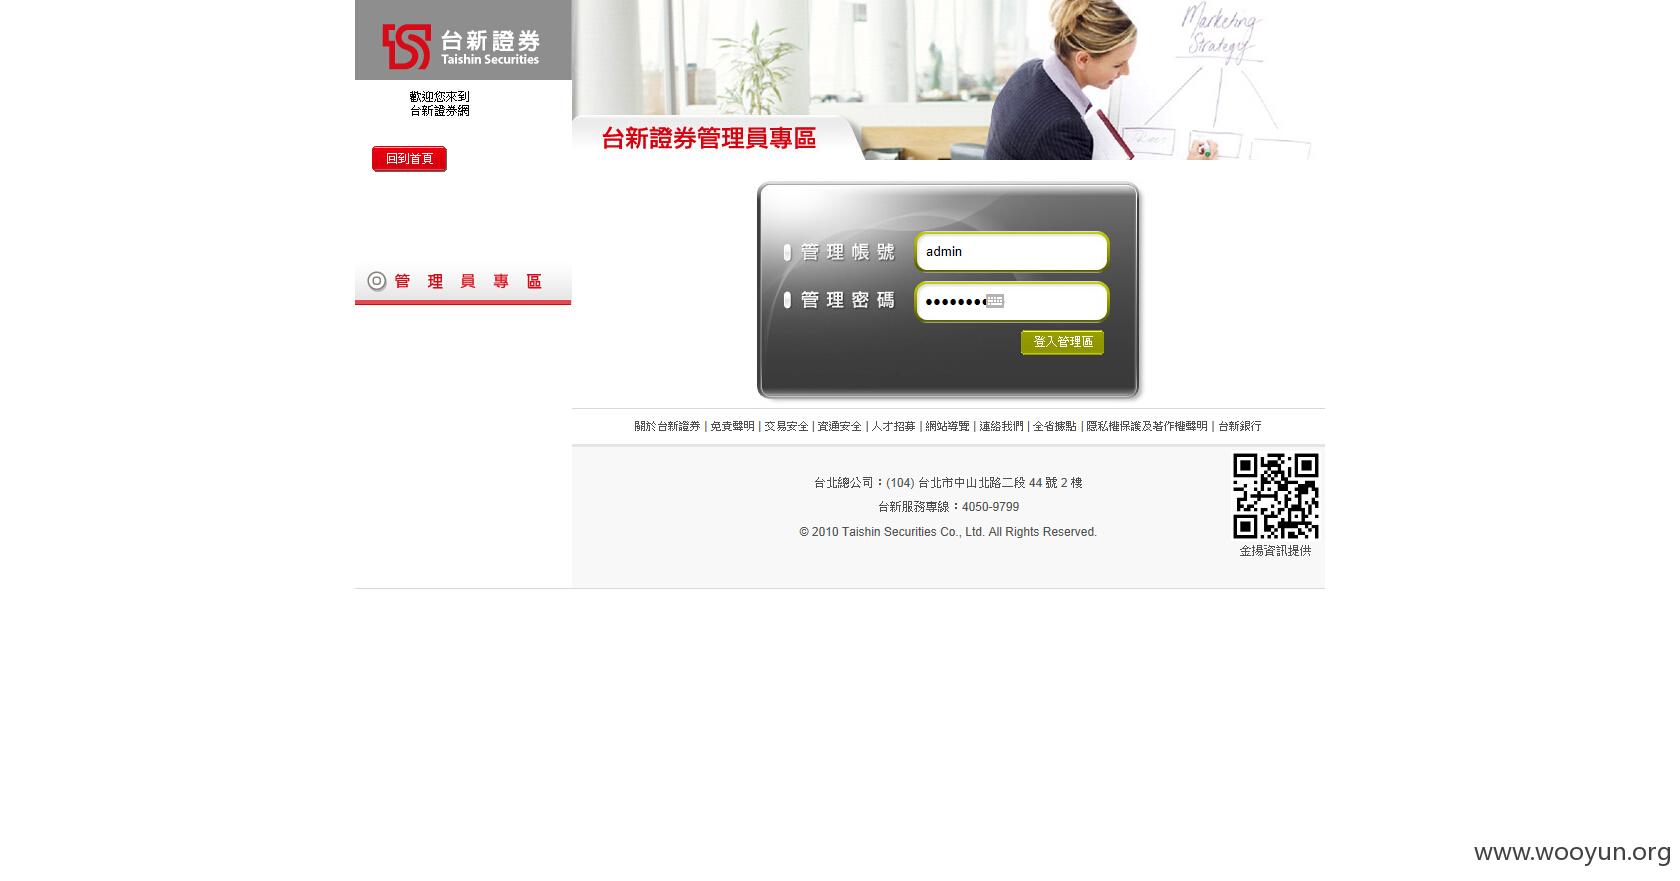 台新證券
Taishin Securities
Marketing
Strategy
歡迎您來到
台新證券網
台新證券管理員專區
回到首頁
管理帳號
admin
管理員專區
管理密碼
登入管理區
關於台新證券 | 免責聲明 | 交易安全 | 資通安全 | 人才招募 | 網站導覽 | 連絡我們 | 全省據點 | 隱私權保護及著作權聲明 | 台新銀行
台北總公司：(104) 台北市中山北路二段 44 號 2 樓
台新服務專線：4050-9799
© 2010 Taishin Securities Co., Ltd. All Rights Reserved.
金揚資訊提供
www.wooyun.org